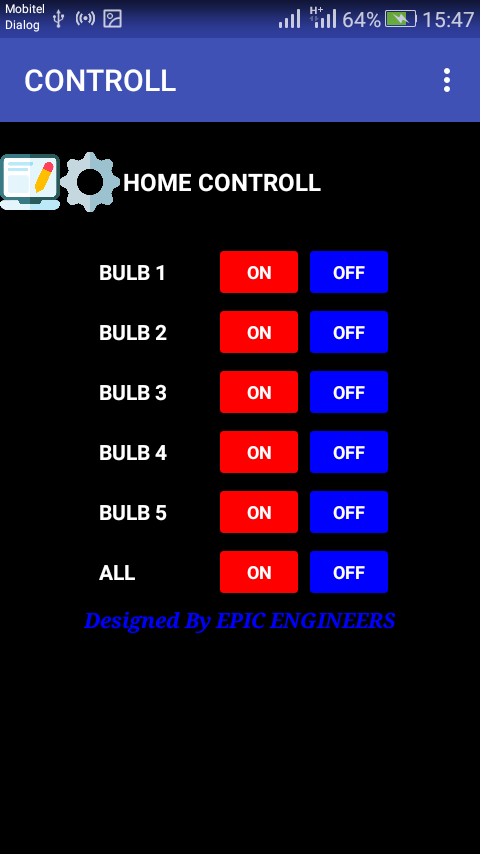 Mobitel
Dialog
H+
64%
15:47
CONTROLL
HOME CONTROLL
BULB 1 ON OFF
BULB 2 ON OFF
BULB 3 ON OFF
BULB 4 ON OFF
BULB 5 ON OFF
ALL ON OFF
Designed By EPIC ENGINEERS